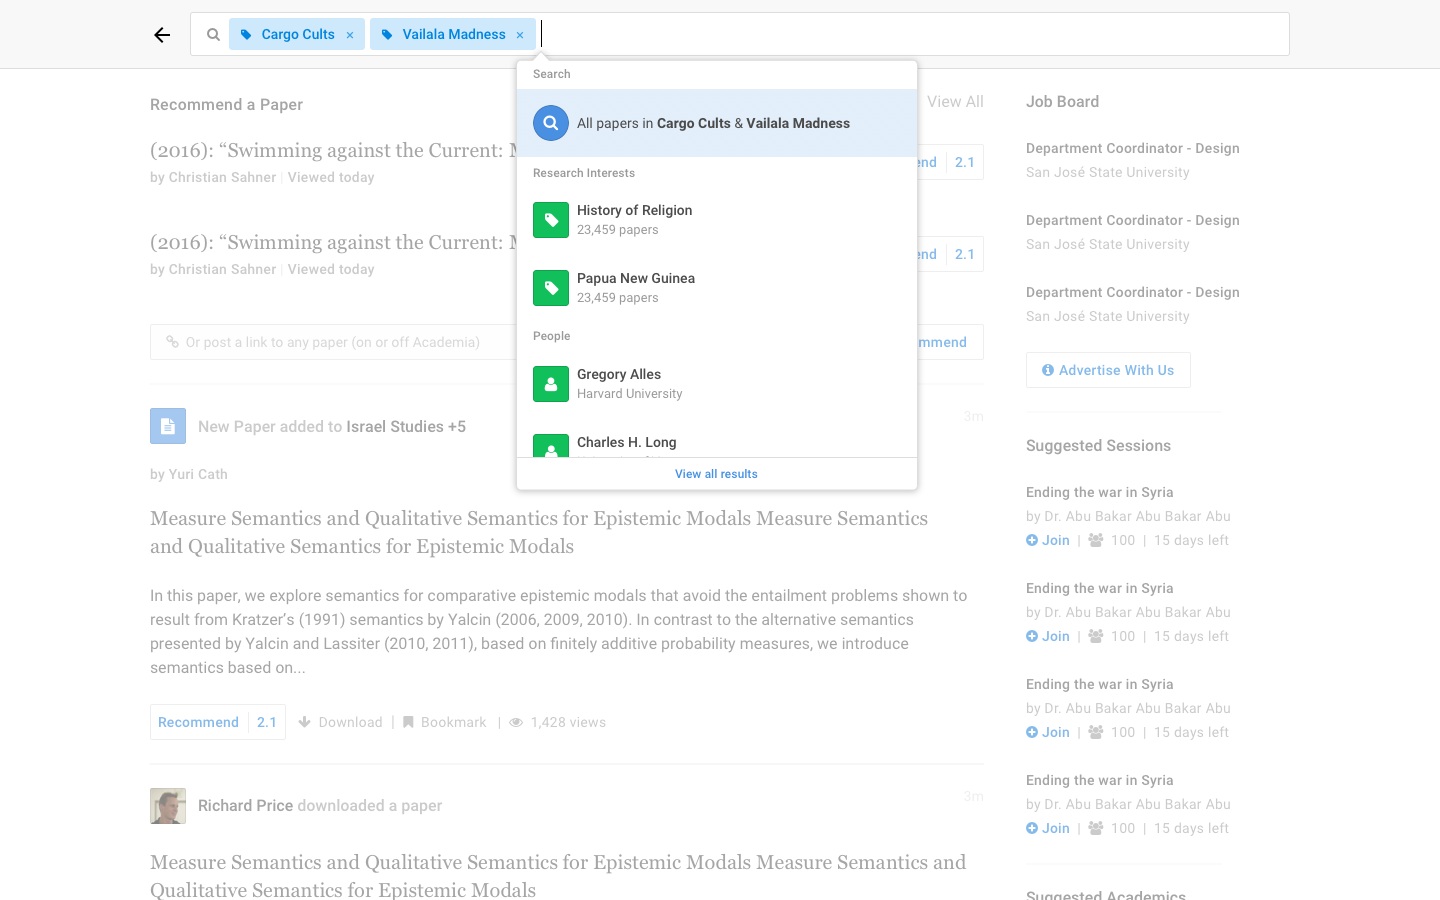 Cargo Cults ×
Vailala Madness ×
Search
All papers in Cargo Cults & Vailala Madness
Research Interests
History of Religion
23,459 papers
Papua New Guinea
23,459 papers
People
Gregory Alles
Harvard University
Charles H. Long
View all results
Recommend a Paper
View All
(2016): “Swimming against the Current:
by Christian Sahner | Viewed today
2.1
(2016): “Swimming against the Current:
by Christian Sahner | Viewed today
2.1
Or post a link to any paper (on or off Academia)
New Paper added to Israel Studies +5
3m
by Yuri Cath
Measure Semantics and Qualitative Semantics for Epistemic Modals Measure Semantics
and Qualitative Semantics for Epistemic Modals
In this paper, we explore semantics for comparative epistemic modals that avoid the entailment problems shown to
result from Kratzer’s (1991) semantics by Yalcin (2006, 2009, 2010). In contrast to the alternative semantics
presented by Yalcin and Lassiter (2010, 2011), based on finitely additive probability measures, we introduce
semantics based on...
Recommend | 2.1 Download | Bookmark | 1,428 views
Richard Price downloaded a paper
3m
Measure Semantics and Qualitative Semantics for Epistemic Modals Measure Semantics and
Qualitative Semantics for Epistemic Modals
Job Board
Department Coordinator - Design
San José State University
Department Coordinator - Design
San José State University
Department Coordinator - Design
San José State University
Advertise With Us
Suggested Sessions
Ending the war in Syria
by Dr. Abu Bakar Abu Bakar Abu
Join | 100 | 15 days left
Ending the war in Syria
by Dr. Abu Bakar Abu Bakar Abu
Join | 100 | 15 days left
Ending the war in Syria
by Dr. Abu Bakar Abu Bakar Abu
Join | 100 | 15 days left
Ending the war in Syria
by Dr. Abu Bakar Abu Bakar Abu
Join | 100 | 15 days left
Suggested Academics